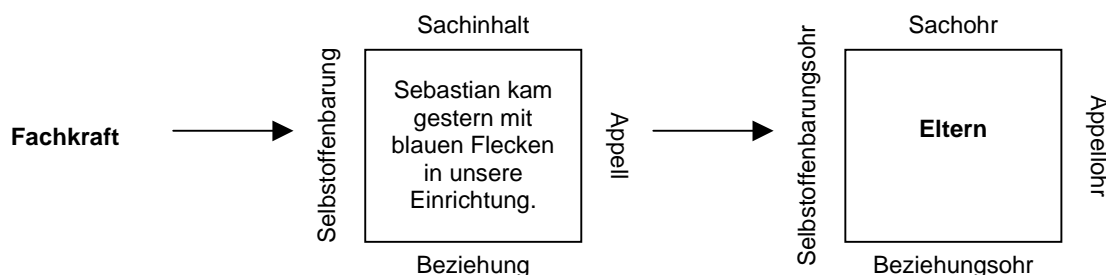 Sachinhalt
Sachohr
Fachkraft
Selbstoffenbarung
Sebastian kam
gestern mit
blauen Flecken
in unsere
Einrichtung.
Appell
Selbstoffenbarungsohr
Eltern
Appellohr
Beziehung
Beziehungsohr